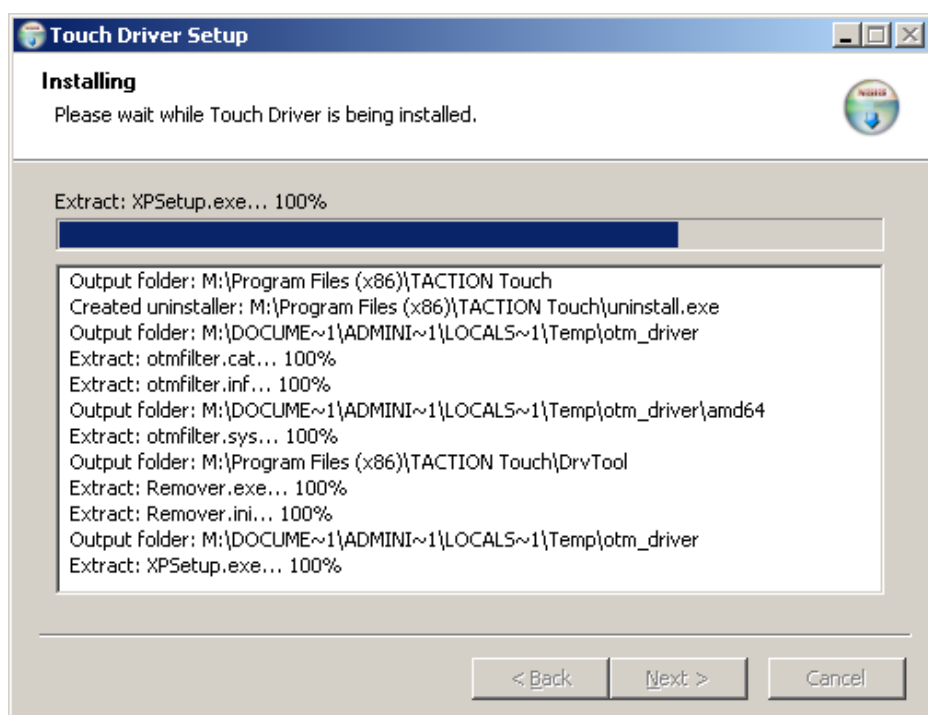 Touch Driver Setup
Installing
Please wait while Touch Driver is being installed.
Extract: XPSetup.exe... 100%
Output folder: M:\Program Files (x86)\TACTION Touch
Created uninstaller: M:\Program Files (x86)\TACTION Touch\uninstall.exe
Output folder: M:\DOCUME~1\ADMINI~1\LOCALS~1\Temp\otm_driver
Extract: otmfilter.cat... 100%
Extract: otmfilter.inf... 100%
Output folder: M:\DOCUME~1\ADMINI~1\LOCALS~1\Temp\otm_driver\amd64
Extract: otmfilter.sys... 100%
Output folder: M:\Program Files (x86)\TACTION Touch\DrvTool
Extract: Remover.exe... 100%
Extract: Remover.ini... 100%
Output folder: M:\DOCUME~1\ADMINI~1\LOCALS~1\Temp\otm_driver
Extract: XPSetup.exe... 100%
< Back
Next >
Cancel